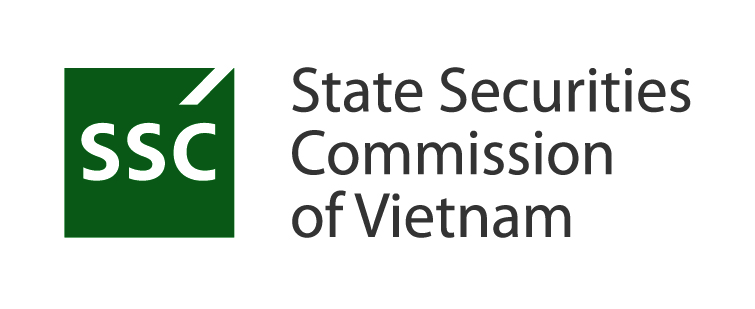 SSC
State Securities
Commission
of Vietnam